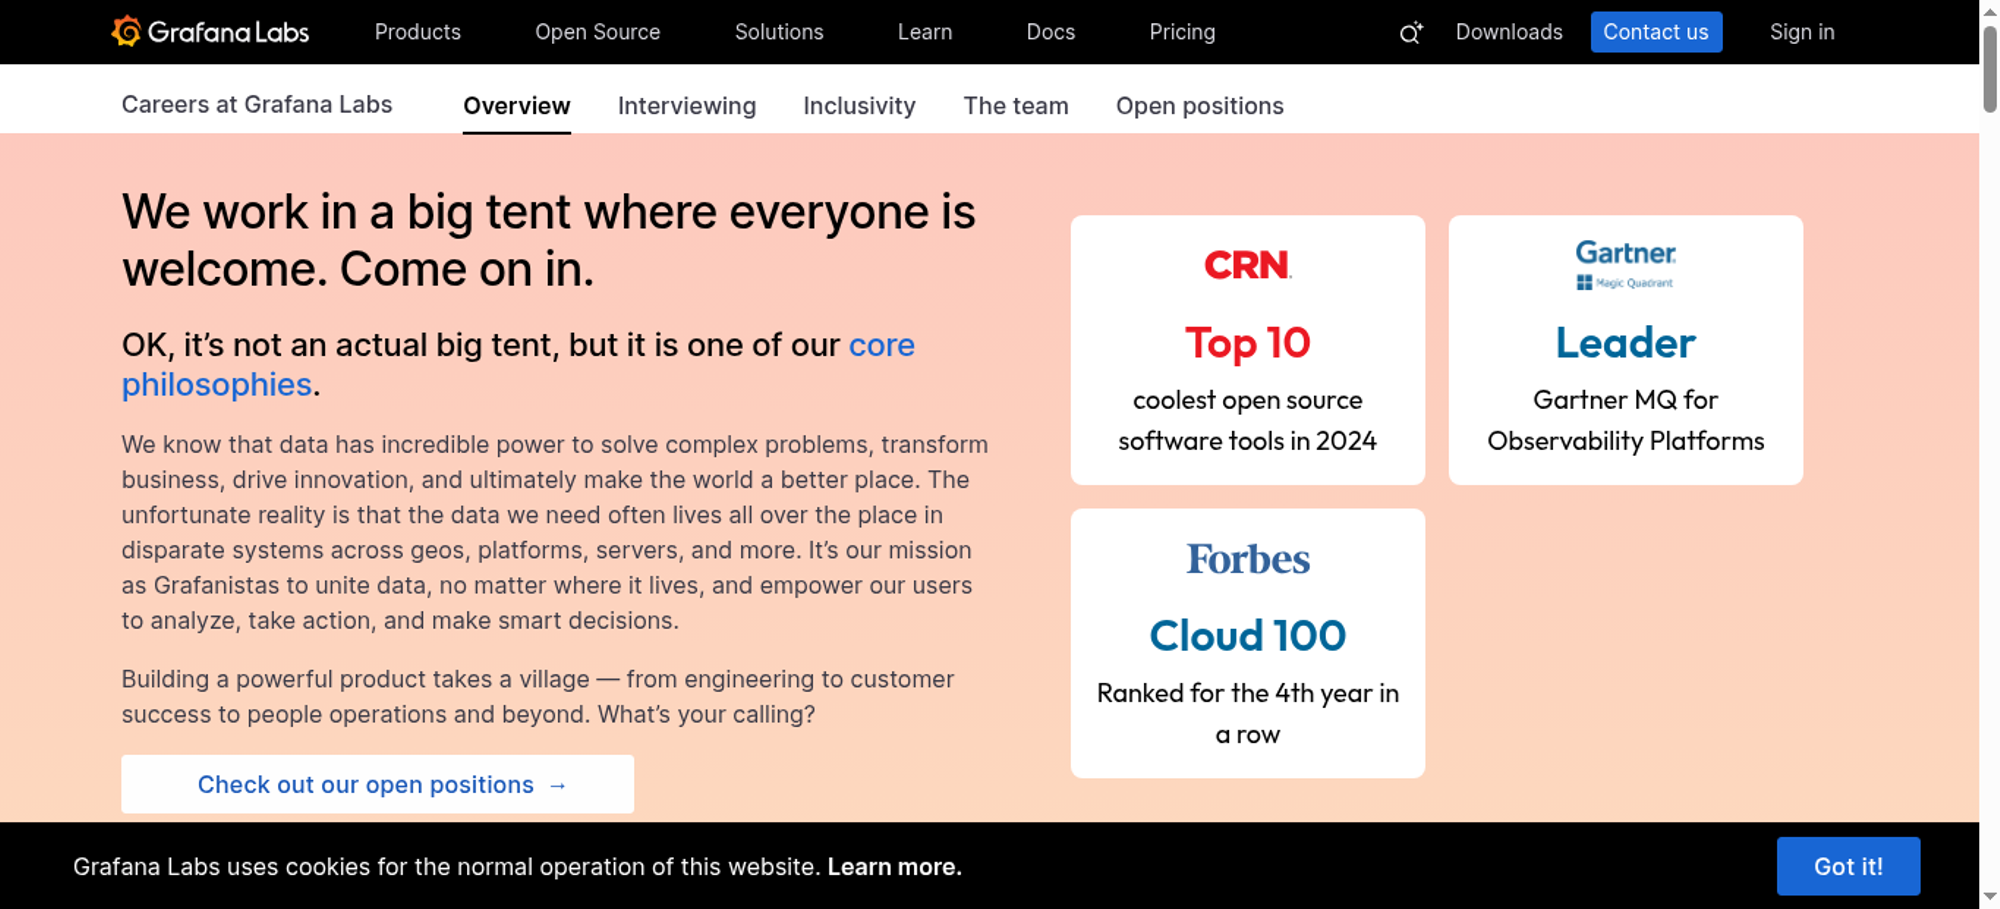 Grafana Labs
Products
Open Source
Solutions
Learn
Docs
Pricing
Downloads
Contact us
Sign in
Careers at Grafana Labs
Overview
Interviewing
Inclusivity
The team
Open positions
We work in a big tent where everyone is
welcome. Come on in.
OK, it’s not an actual big tent, but it is one of our core
philosophies.
We know that data has incredible power to solve complex problems, transform
business, drive innovation, and ultimately make the world a better place. The
unfortunate reality is that the data we need often lives all over the place in
disparate systems across geos, platforms, servers, and more. It’s our mission
as Grafanistas to unite data, no matter where it lives, and empower our users
to analyze, take action, and make smart decisions.
Building a powerful product takes a village — from engineering to customer
success to people operations and beyond. What’s your calling?
Check out our open positions →
CRN
Top 10
coolest open source
software tools in 2024
Gartner
Magic Quadrant
Leader
Gartner MQ for
Observability Platforms
Forbes
Cloud 100
Ranked for the 4th year in
a row
Grafana Labs uses cookies for the normal operation of this website. Learn more.
Got it!